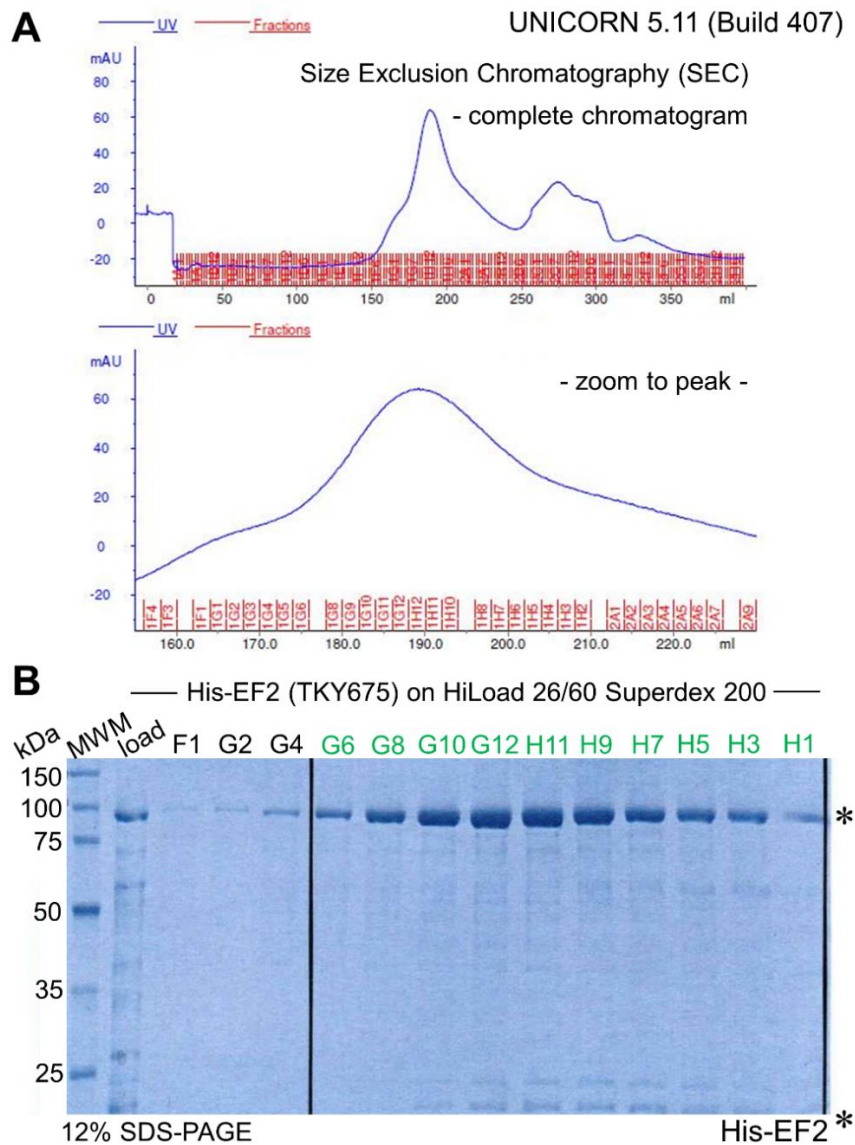 A
UV Fractions UNICORN 5.11 (Build 407)
mAU
Size Exclusion Chromatography (SEC)
- complete chromatogram
80
60
40
20
0
-20
0 50 100 150 200 250 300 350 ml
UV Fractions
mAU
- zoom to peak -
60
40
20
0
-20
1F4 1F3 1F1 1G1 1G2 1G3 1G4 1G5 1G6 1G8 1G9 1G10 1G11 1G12 1H12 1H11 1H10 1H8 1H7 1H6 1H5 1H4 1H3 1H2 2A1 2A2 2A3 2A4 2A5 2A6 2A7 2A9
160.0 170.0 180.0 190.0 200.0 210.0 220.0 ml
B
His-EF2 (TKY675) on HiLoad 26/60 Superdex 200
kDa MWM load F1 G2 G4 G6 G8 G10 G12 H11 H9 H7 H5 H3 H1
150
100 *
75
50
35
25
12% SDS-PAGE His-EF2 *